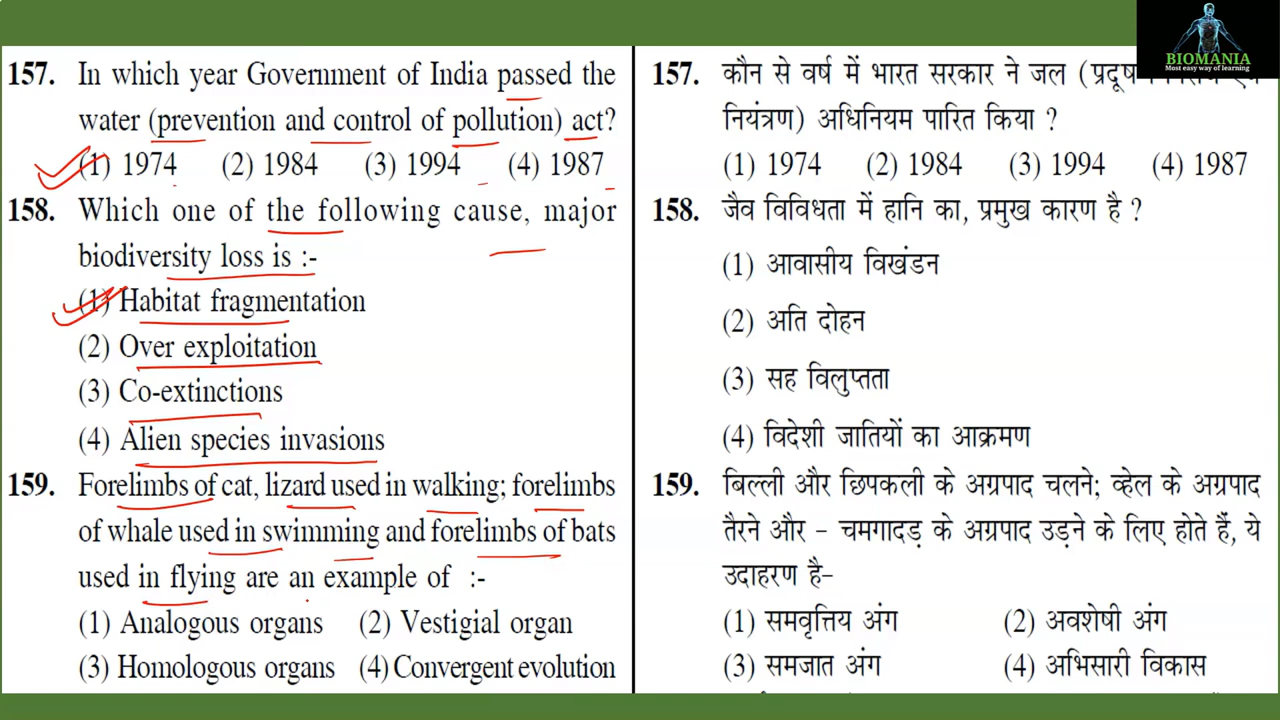 BIOMANIA
Most easy way of learning
157. In which year Government of India passed the
water (prevention and control of pollution) act?
(1) 1974 (2) 1984 (3) 1994 (4) 1987
158. Which one of the following cause, major
biodiversity loss is :-
(1) Habitat fragmentation
(2) Over exploitation
(3) Co-extinctions
(4) Alien species invasions
159. Forelimbs of cat, lizard used in walking; forelimbs
of whale used in swimming and forelimbs of bats
used in flying are an example of :-
(1) Analogous organs (2) Vestigial organ
(3) Homologous organs (4) Convergent evolution
157. कौन से वर्ष में भारत सरकार ने जल
नियंत्रण) अधिनियम पारित किया ?
(1) 1974 (2) 1984 (3) 1994 (4) 1987
158. जैव विविधता में हानि का, प्रमुख कारण है ?
(1) आवासीय विखंडन
(2) अति दोहन
(3) सह विलुप्तता
(4) विदेशी जातियों का आक्रमण
159. बिल्ली और छिपकली के अग्रपाद चलने; व्हेल के अग्रपाद
तैरने और - चमगादड़ के अग्रपाद उड़ने के लिए होते हैं, ये
उदाहरण है-
(1) समवृत्तिय अंग (2) अवशेषी अंग
(3) समजात अंग (4) अभिसारी विकास